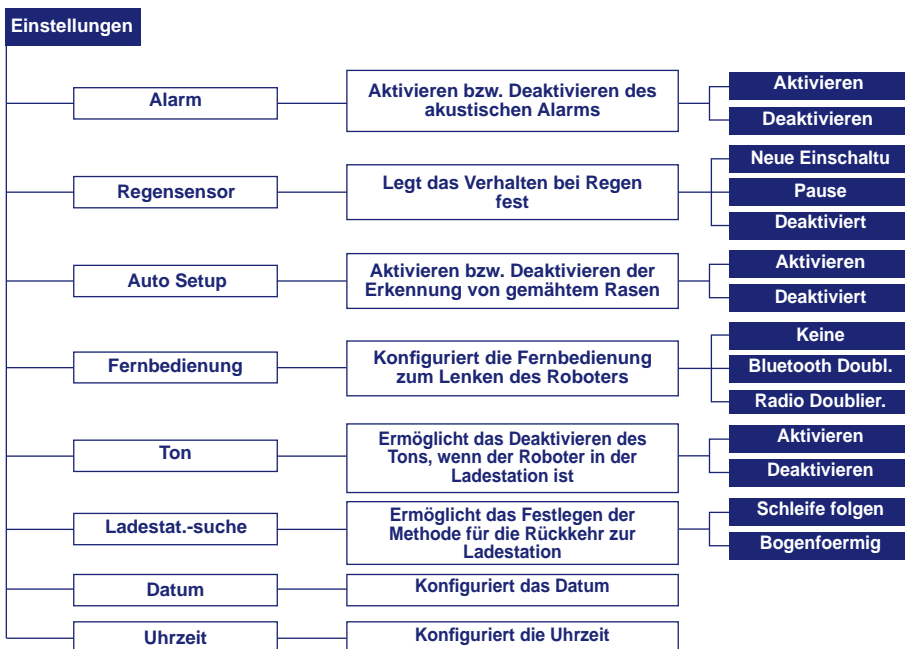 Einstellungen
Alarm
Aktivieren bzw. Deaktivieren des
akustischen Alarms
Aktivieren
Deaktivieren
Regensensor
Legt das Verhalten bei Regen
fest
Neue Einschaltu
Pause
Deaktiviert
Auto Setup
Aktivieren bzw. Deaktivieren der
Erkennung von gemähtem Rasen
Aktivieren
Deaktiviert
Fernbedienung
Konfiguriert die Fernbedienung
zum Lenken des Roboters
Keine
Bluetooth Doubl.
Radio Doublier.
Ton
Ermöglicht das Deaktivieren des
Tons, wenn der Roboter in der
Ladestation ist
Aktivieren
Deaktivieren
Ladestat.-suche
Ermöglicht das Festlegen der
Methode für die Rückkehr zur
Ladestation
Schleife folgen
Bogenfoermig
Datum
Konfiguriert das Datum
Uhrzeit
Konfiguriert die Uhrzeit